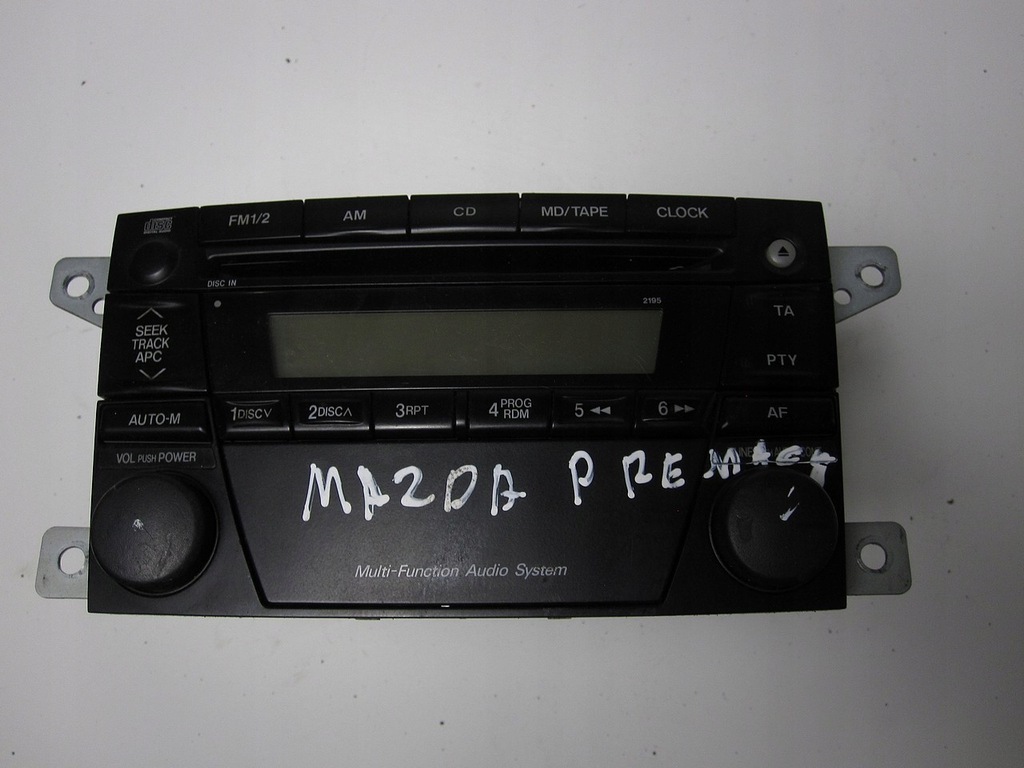 FM1/2 AM CD MD/TAPE CLOCK
disc
DISC IN
2195
TA
SEEK
TRACK
APC
PTY
1DISC∨ 2DISC∧ 3RPT 4PROG RDM 5 ◀◀ 6 ▶▶
AUTO-M
AF
VOL PUSH POWER
MAZDA PREMACY
Multi-Function Audio System